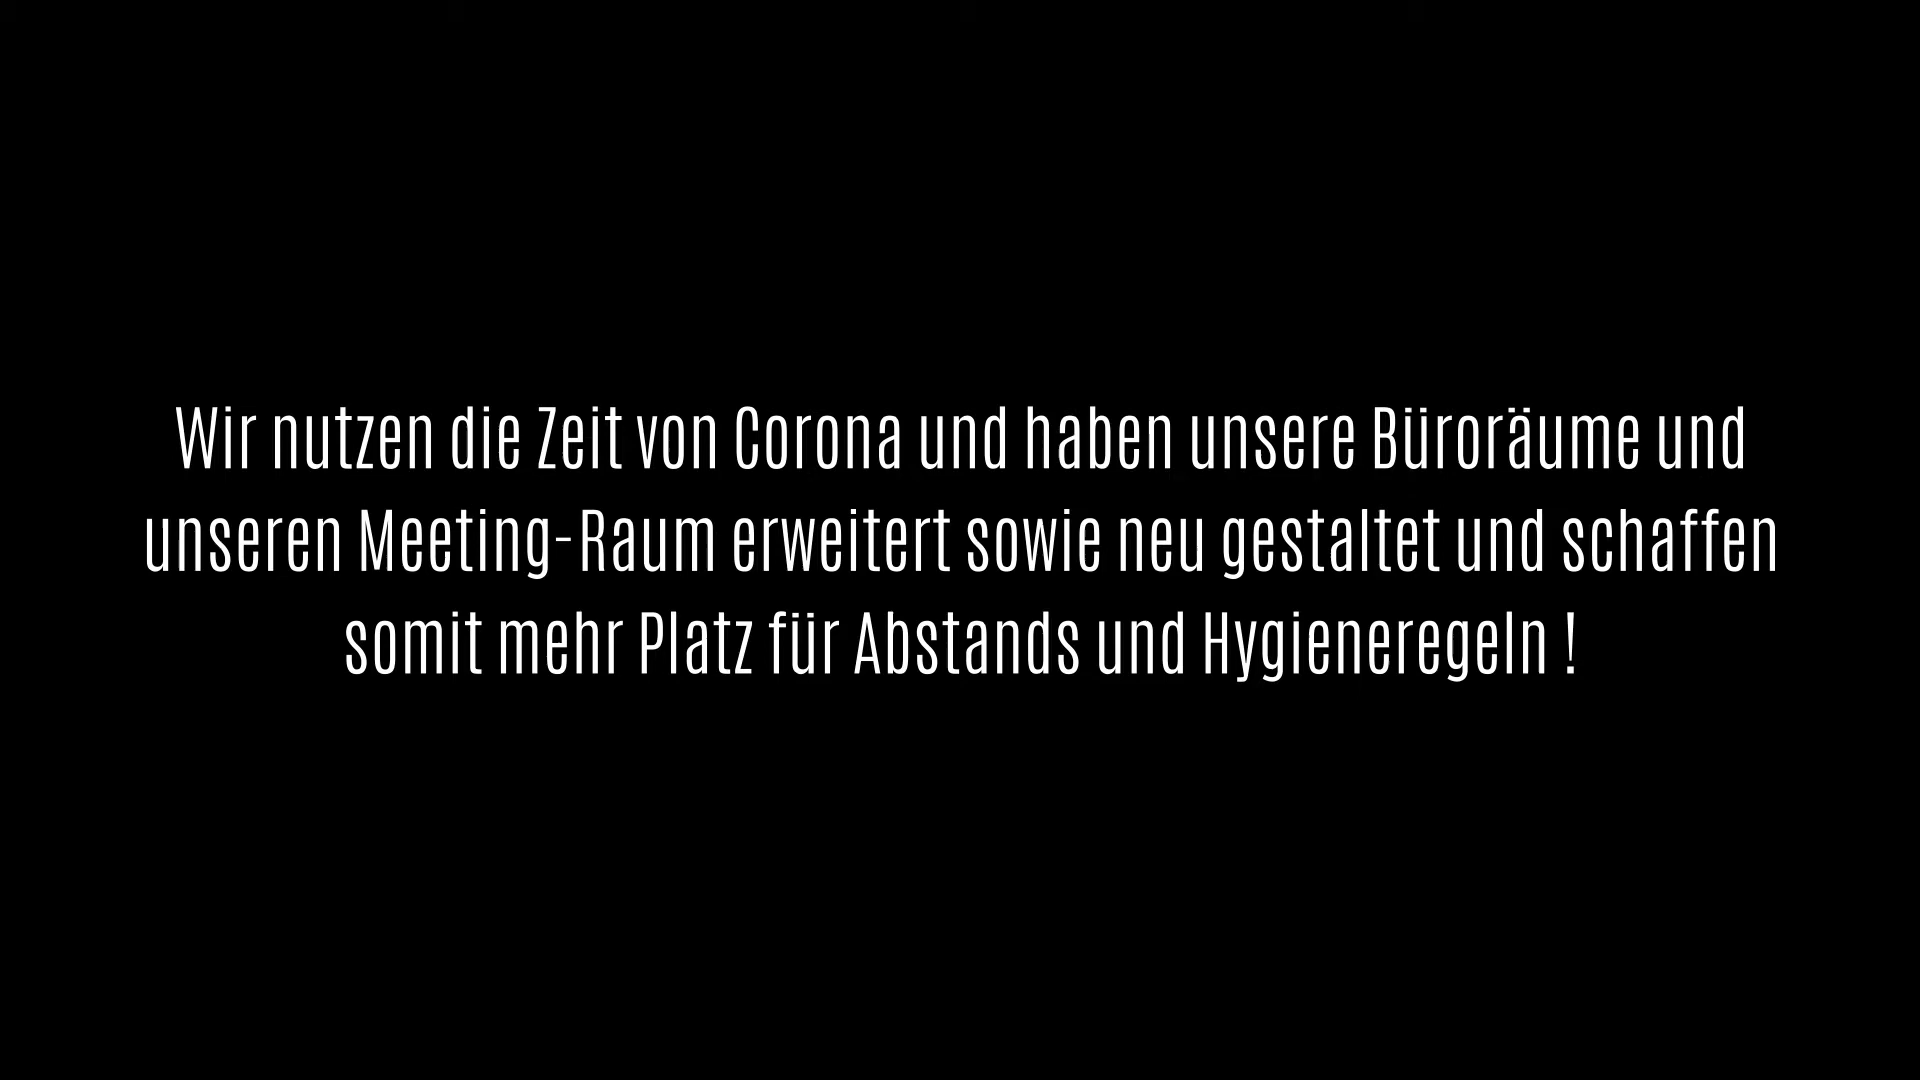 Wir nutzen die Zeit von Corona und haben unsere Büroräume und
unseren Meeting-Raum erweitert sowie neu gestaltet und schaffen
somit mehr Platz für Abstands und Hygieneregeln !